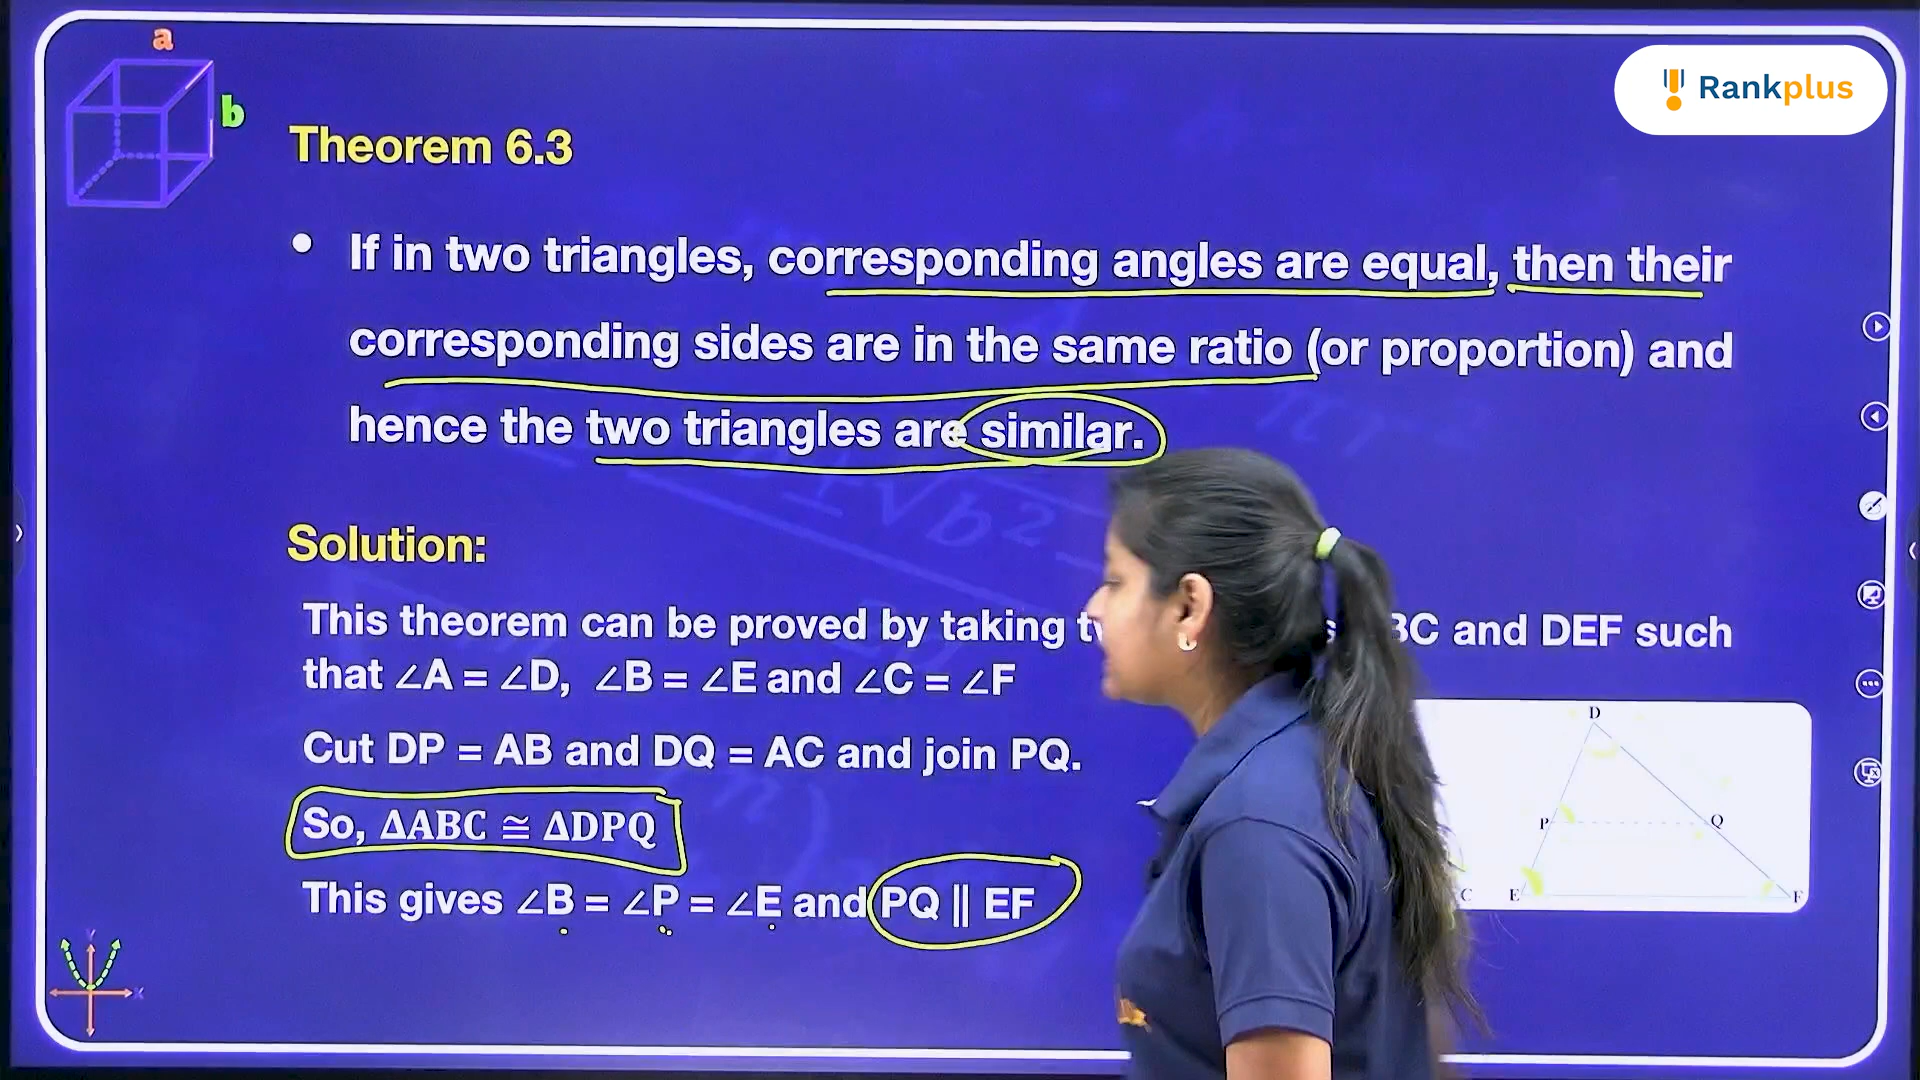 a
b
Rankplus
Theorem 6.3
• If in two triangles, corresponding angles are equal, then their
corresponding sides are in the same ratio (or proportion) and
hence the two triangles are similar.
Solution:
This theorem can be proved by taking BC and DEF such
that ∠A = ∠D, ∠B = ∠E and ∠C = ∠F
Cut DP = AB and DQ = AC and join PQ.
So, ΔABC ≅ ΔDPQ
This gives ∠B = ∠P = ∠E and PQ || EF
D
P Q
C E F
Y
X